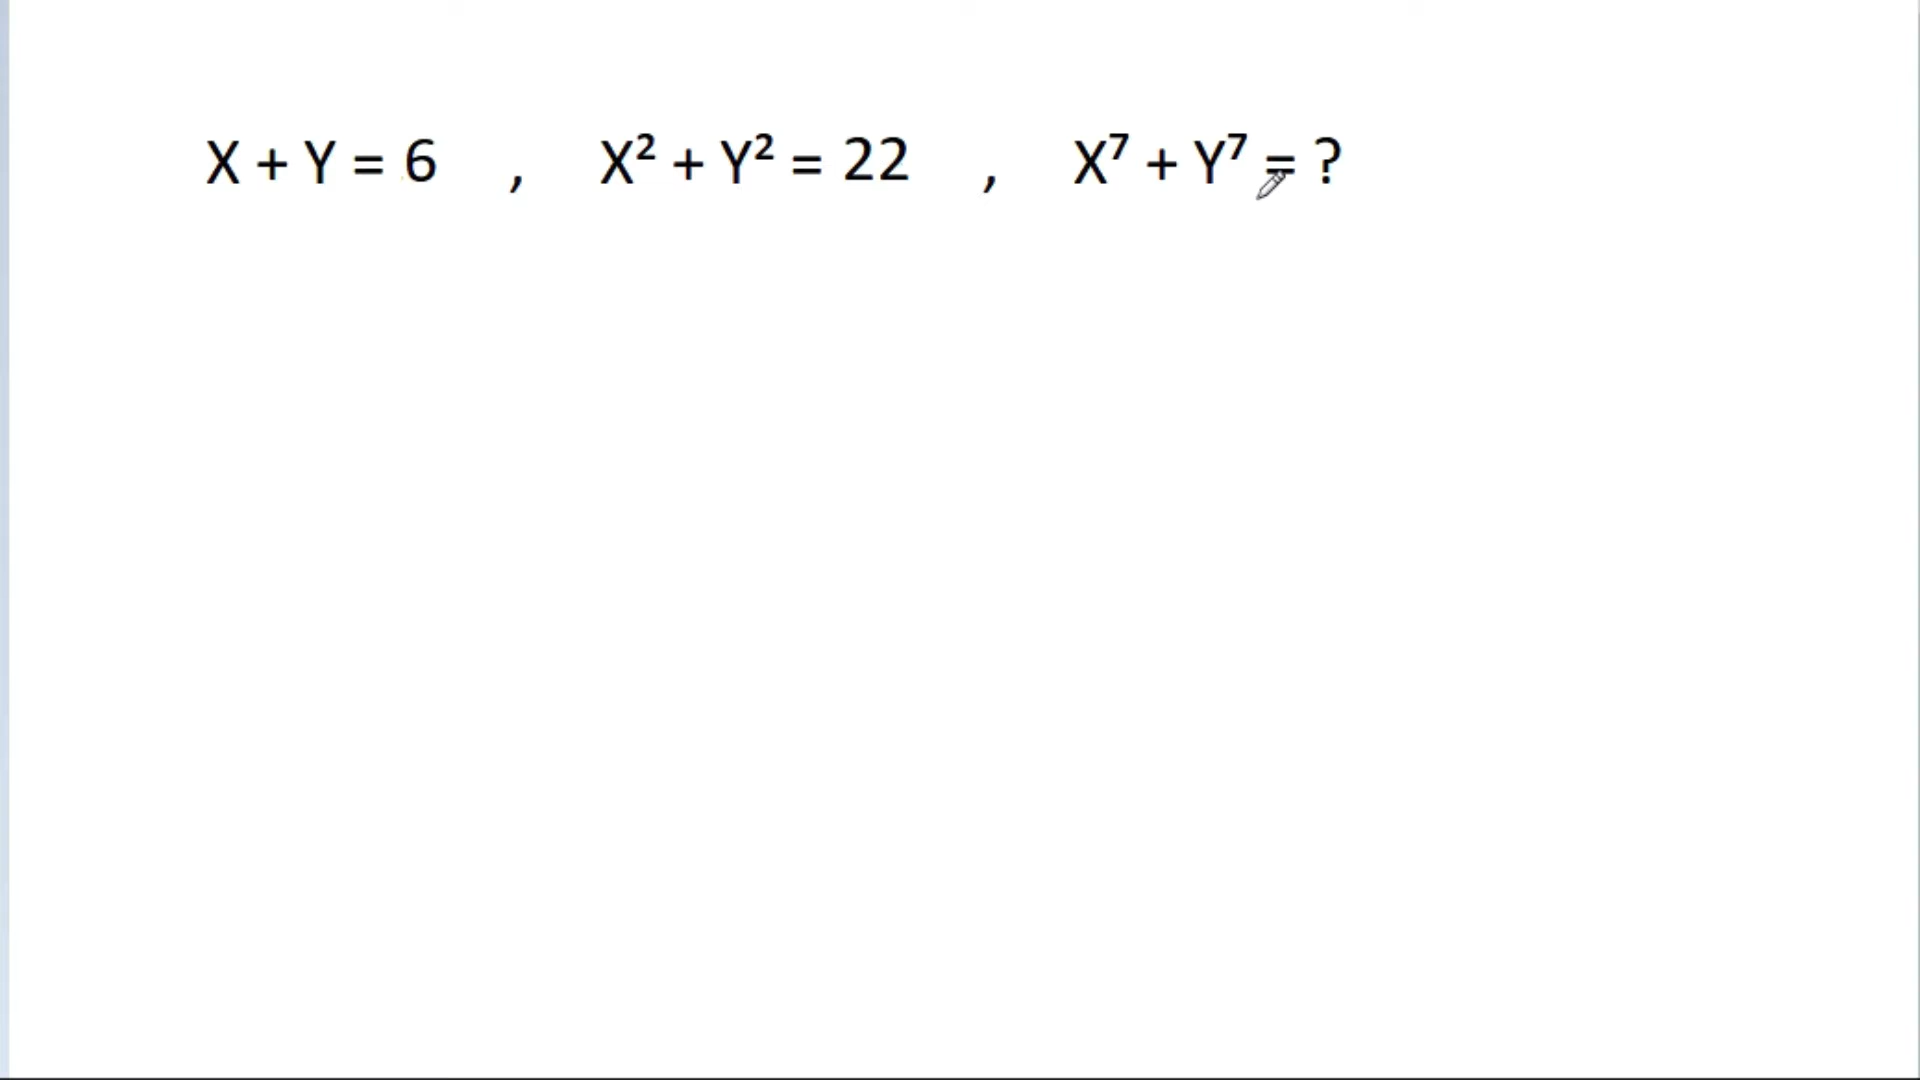 X + Y = 6 , X² + Y² = 22 , X⁷ + Y⁷ = ?